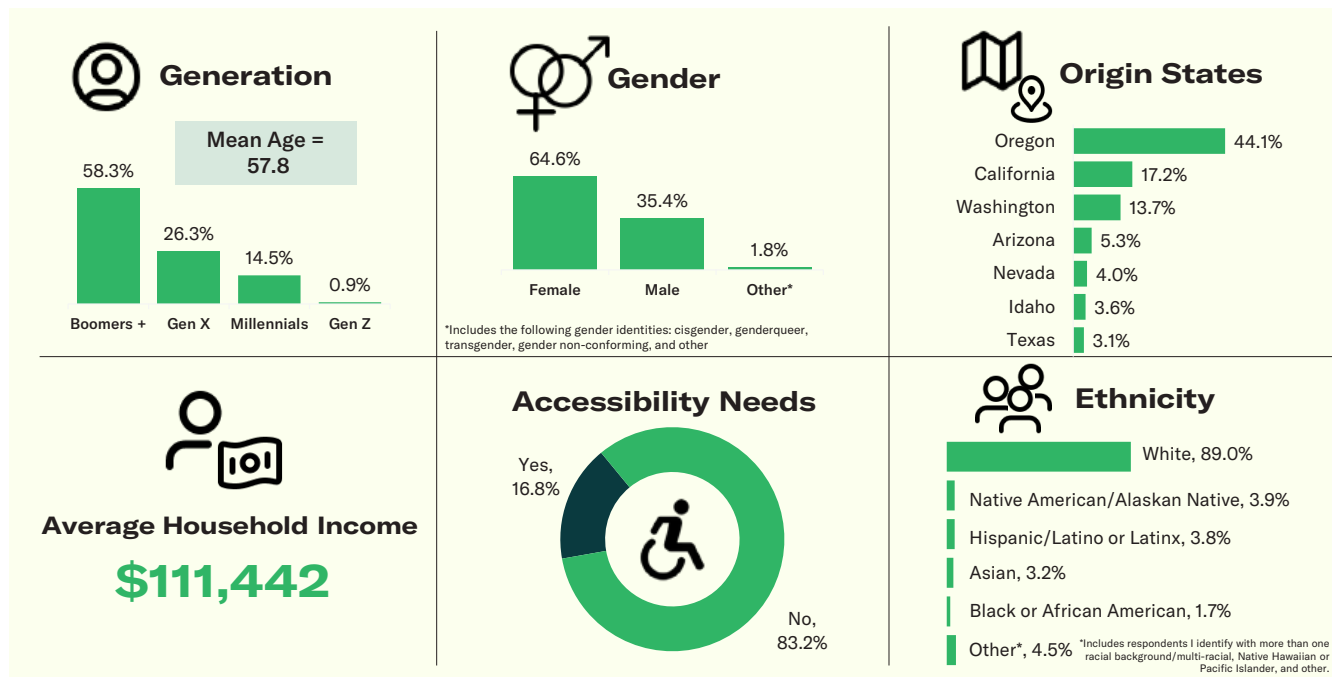 Generation
Mean Age =
57.8
58.3%
26.3%
14.5%
0.9%
Boomers +
Gen X
Millennials
Gen Z
Gender
64.6%
35.4%
1.8%
Female
Male
Other*
*Includes the following gender identities: cisgender, genderqueer,
transgender, gender non-conforming, and other
Origin States
Oregon 44.1%
California 17.2%
Washington 13.7%
Arizona 5.3%
Nevada 4.0%
Idaho 3.6%
Texas 3.1%
Average Household Income
$111,442
Accessibility Needs
Yes,
16.8%
No,
83.2%
Ethnicity
White, 89.0%
Native American/Alaskan Native, 3.9%
Hispanic/Latino or Latinx, 3.8%
Asian, 3.2%
Black or African American, 1.7%
Other*, 4.5%
*Includes respondents I identify with more than one
racial background/multi-racial, Native Hawaiian or
Pacific Islander, and other.